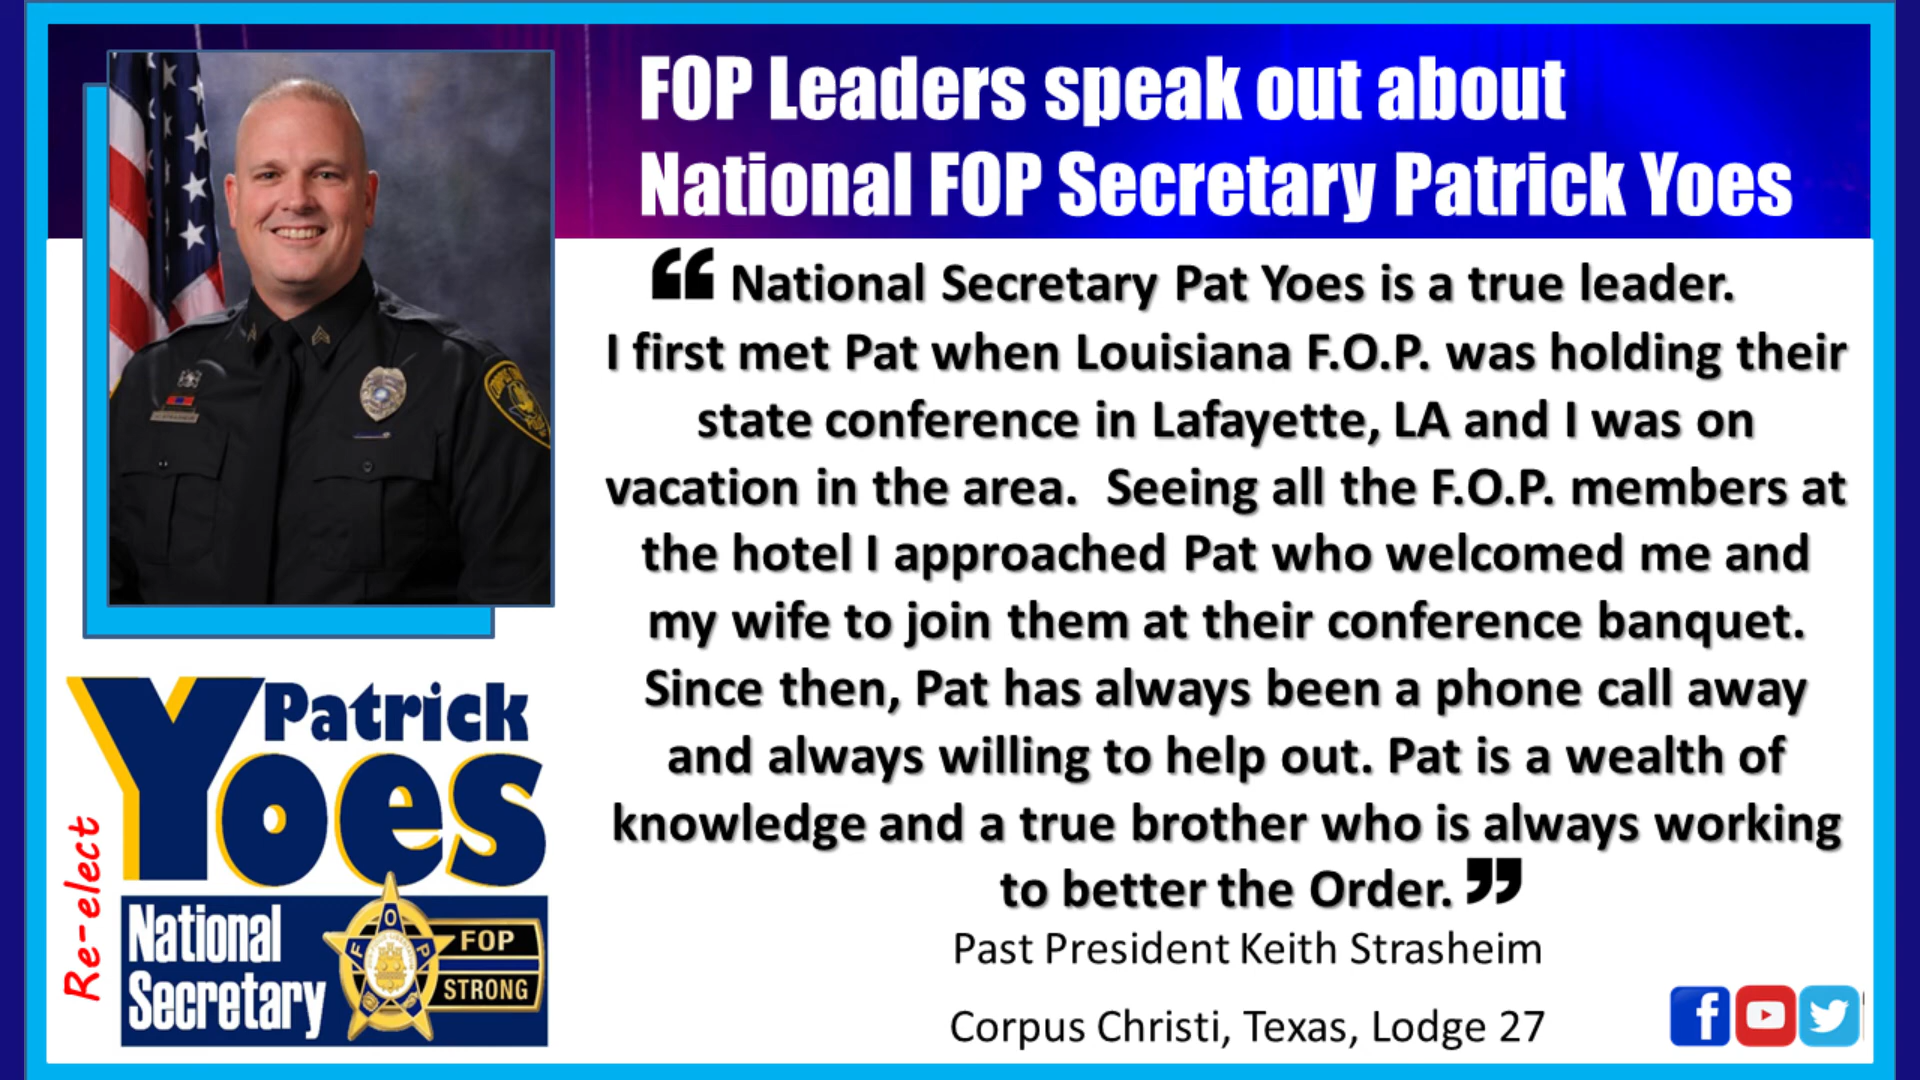 FOP Leaders speak out about
National FOP Secretary Patrick Yoes
“ National Secretary Pat Yoes is a true leader.
I first met Pat when Louisiana F.O.P. was holding their
state conference in Lafayette, LA and I was on
vacation in the area. Seeing all the F.O.P. members at
the hotel I approached Pat who welcomed me and
my wife to join them at their conference banquet.
Since then, Pat has always been a phone call away
and always willing to help out. Pat is a wealth of
knowledge and a true brother who is always working
to better the Order. ”
Past President Keith Strasheim
Corpus Christi, Texas, Lodge 27
Re-elect
Patrick
Yoes
National
Secretary
F O P
FOP
STRONG